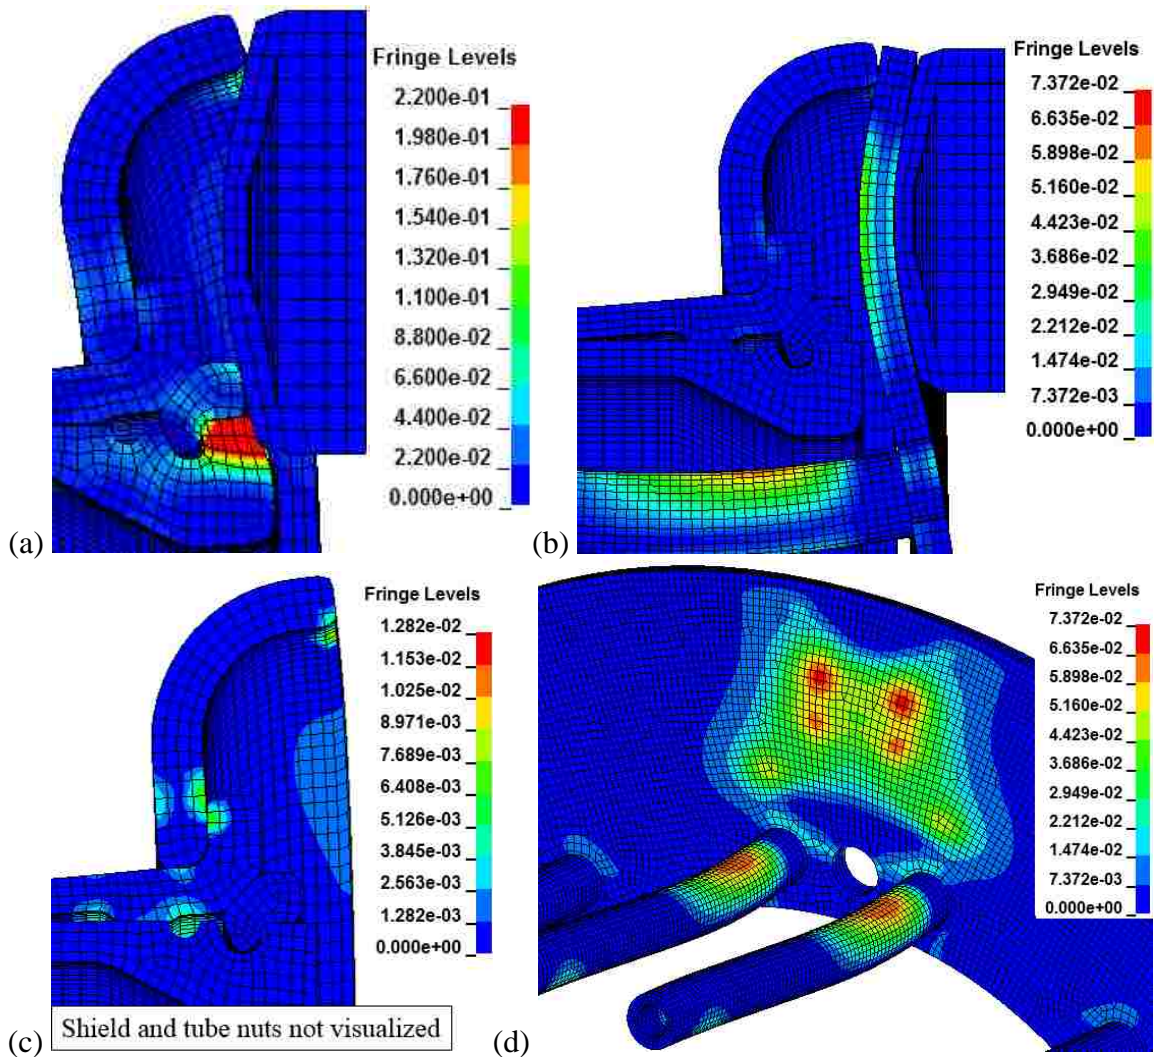 Fringe Levels
2.200e-01
1.980e-01
1.760e-01
1.540e-01
1.320e-01
1.100e-01
8.800e-02
6.600e-02
4.400e-02
2.200e-02
0.000e+00
(a)
Fringe Levels
7.372e-02
6.635e-02
5.898e-02
5.160e-02
4.423e-02
3.686e-02
2.949e-02
2.212e-02
1.474e-02
7.372e-03
0.000e+00
(b)
Fringe Levels
1.282e-02
1.153e-02
1.025e-02
8.971e-03
7.689e-03
6.408e-03
5.126e-03
3.845e-03
2.563e-03
1.282e-03
0.000e+00
(c)
Shield and tube nuts not visualized
Fringe Levels
7.372e-02
6.635e-02
5.898e-02
5.160e-02
4.423e-02
3.686e-02
2.949e-02
2.212e-02
1.474e-02
7.372e-03
0.000e+00
(d)